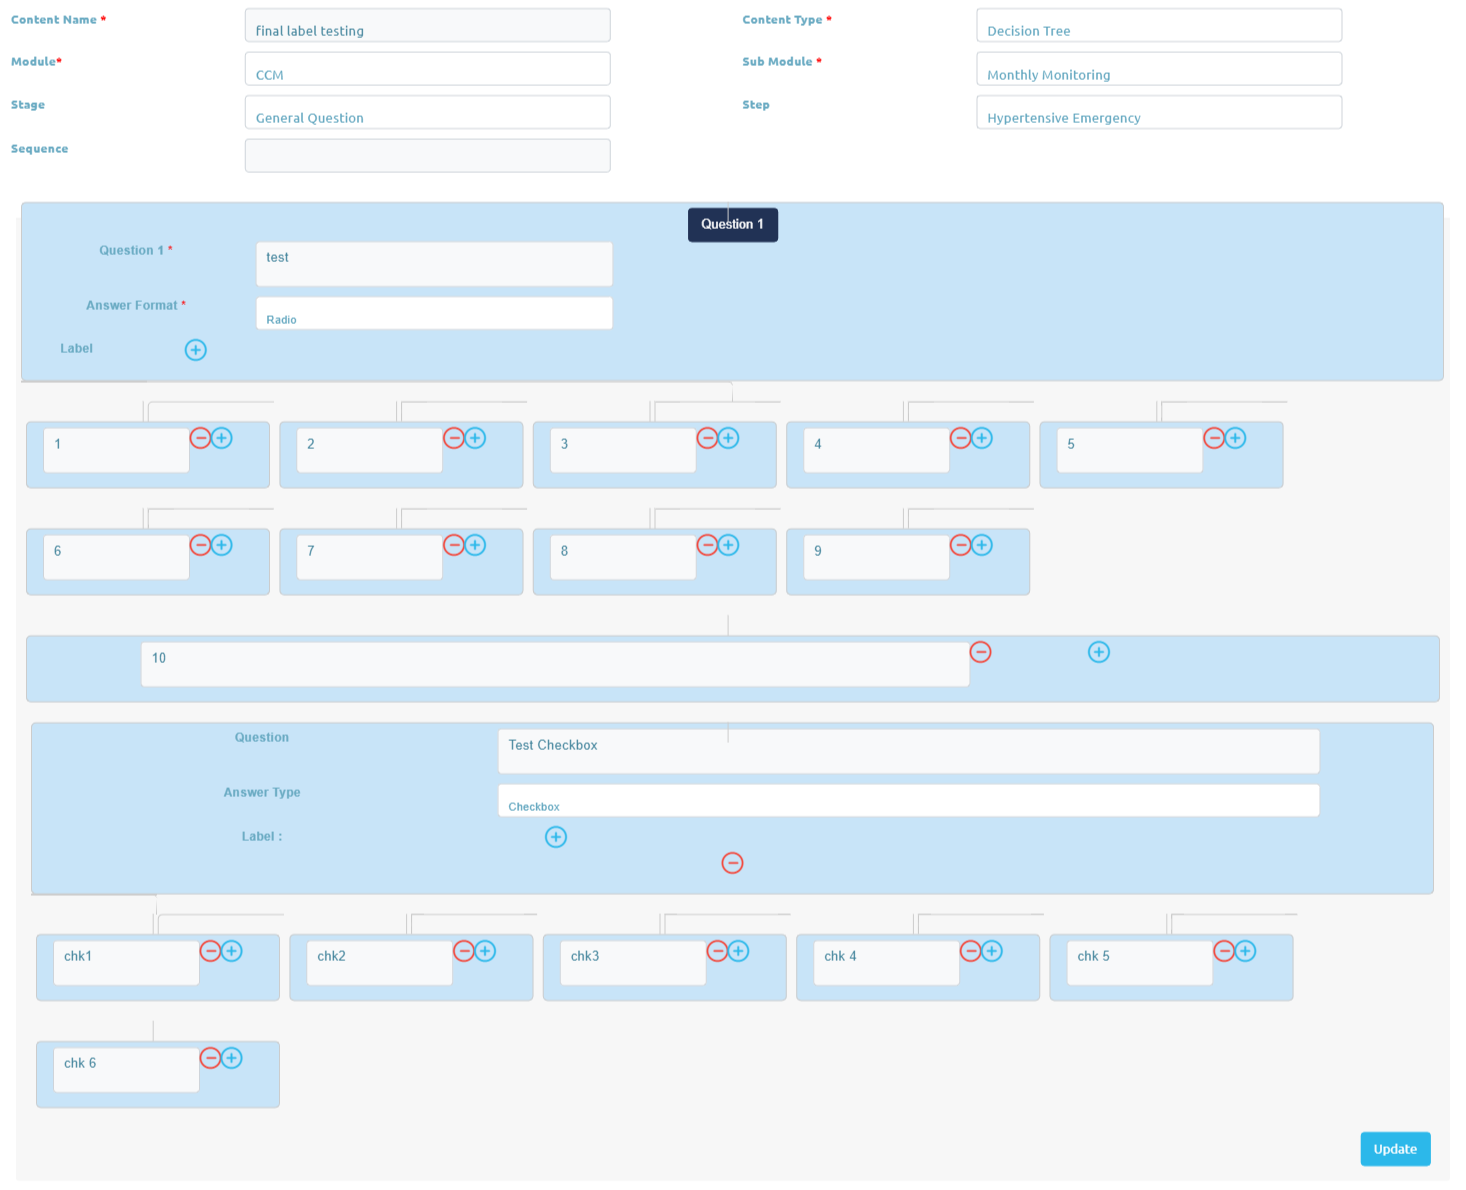 Content Name * final label testing Content Type * Decision Tree
Module* CCM Sub Module * Monthly Monitoring
Stage General Question Step Hypertensive Emergency
Sequence
Question 1
Question 1 * test
Answer Format * Radio
Label
1 2 3 4 5
6 7 8 9
10
Question Test Checkbox
Answer Type Checkbox
Label :
chk1 chk2 chk3 chk 4 chk 5
chk 6
Update